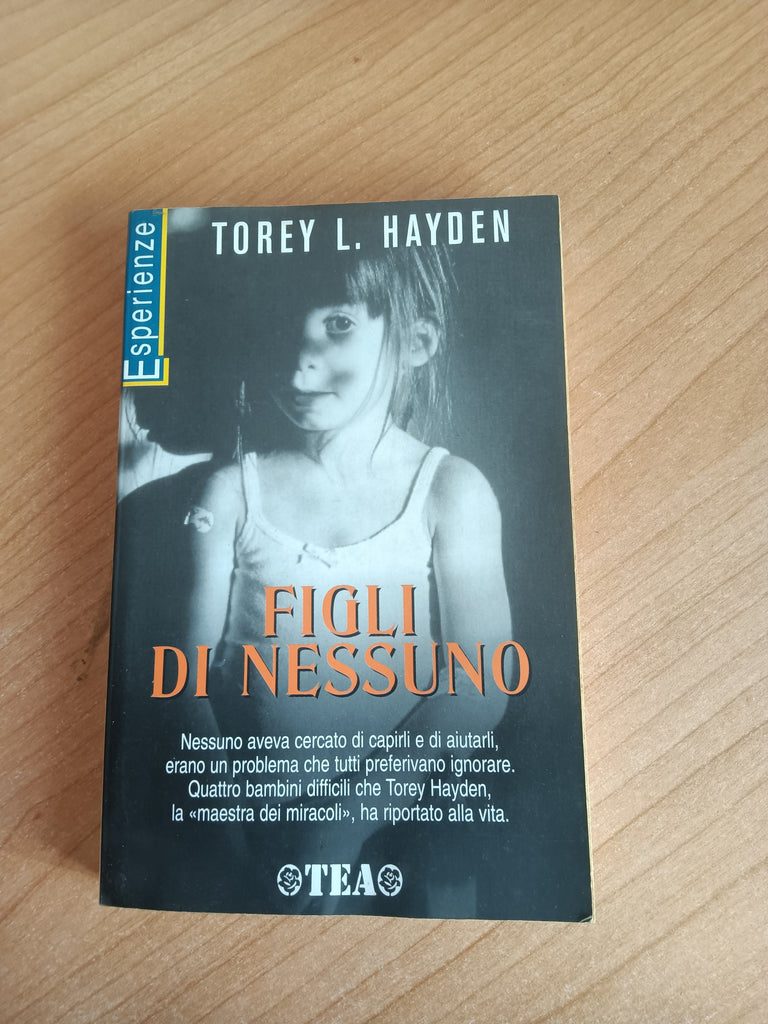 Esperienze
TOREY L. HAYDEN
FIGLI
DI NESSUNO
Nessuno aveva cercato di capirli e di aiutarli,
erano un problema che tutti preferivano ignorare.
Quattro bambini difficili che Torey Hayden,
la «maestra dei miracoli», ha riportato alla vita.
TEA